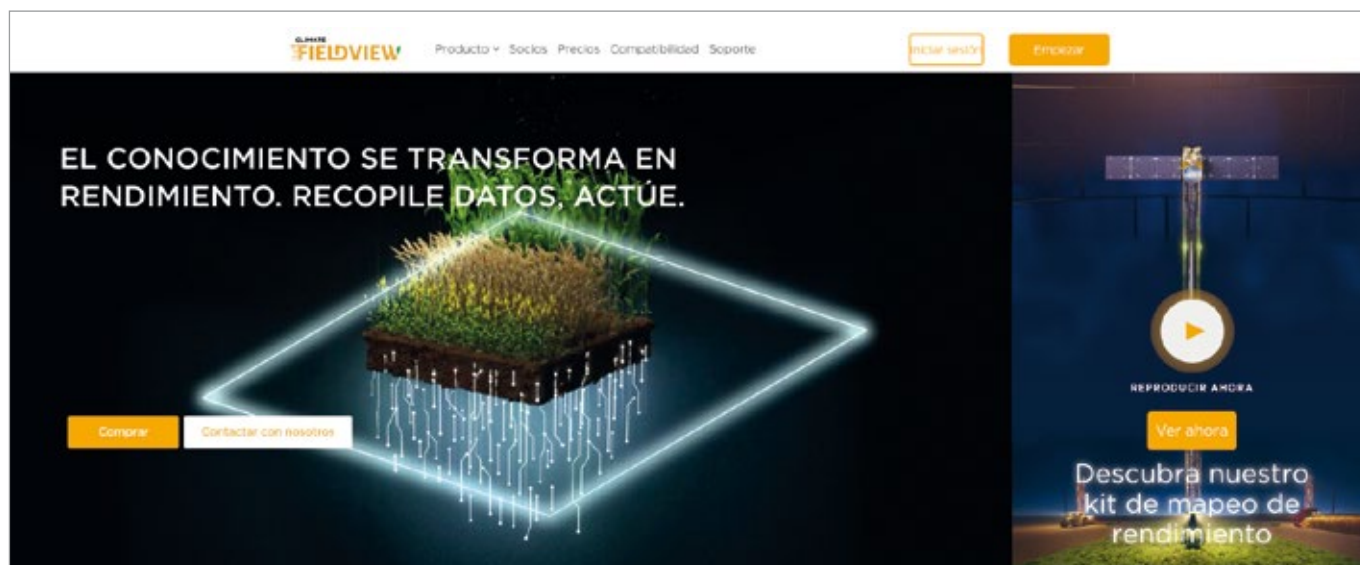 CLIMATE
FIELDVIEW
Producto Socios Precios Compatibilidad Soporte
Iniciar sesión
Empezar
EL CONOCIMIENTO SE TRANSFORMA EN
RENDIMIENTO. RECOPILE DATOS, ACTÚE.
Comprar
Contactar con nosotros
REPRODUCIR AHORA
Ver ahora
Descubra nuestro
kit de mapeo de
rendimiento